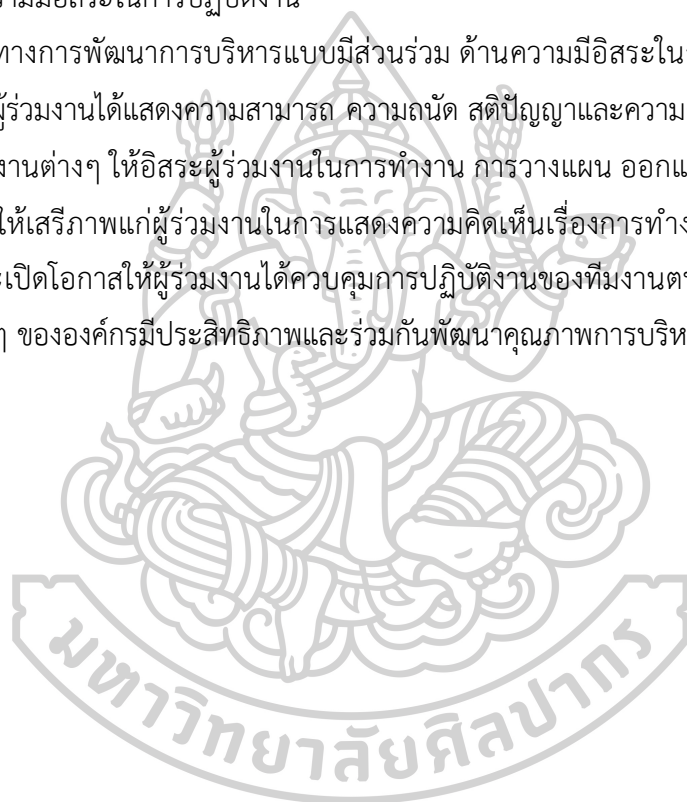 ความมีอิสระในการปฏิบัติงาน
ทางการพัฒนาการบริหารแบบมีส่วนร่วม ด้านความมีอิสระใน
ผู้ร่วมงานได้แสดงความสามารถ ความถนัด สติปัญญาและความ
งานต่างๆ ให้อิสระผู้ร่วมงานในการทำงาน การวางแผน
ให้เสรีภาพแก่ผู้ร่วมงานในการแสดงความคิดเห็นเรื่องการทำง
ะเปิดโอกาสให้ผู้ร่วมงานได้ควบคุมการปฏิบัติงานของทีมงานต
ๆ ขององค์กรมีประสิทธิภาพและร่วมกันพัฒนาคุณภาพการบริห
มหาวิทยาลัยศิลปากร